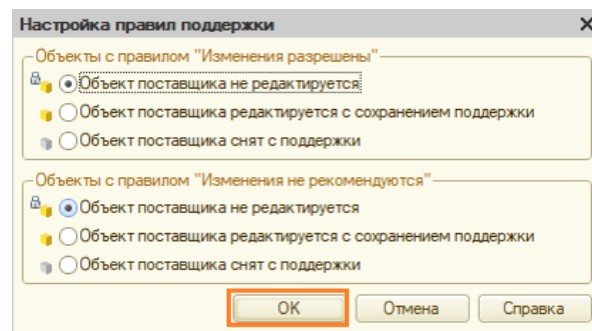 Настройка правил поддержки
Объекты с правилом "Изменения разрешены"
Объект поставщика не редактируется
Объект поставщика редактируется с сохранением поддержки
Объект поставщика снят с поддержки
Объекты с правилом "Изменения не рекомендуются"
Объект поставщика не редактируется
Объект поставщика редактируется с сохранением поддержки
Объект поставщика снят с поддержки
ОК Отмена Справка